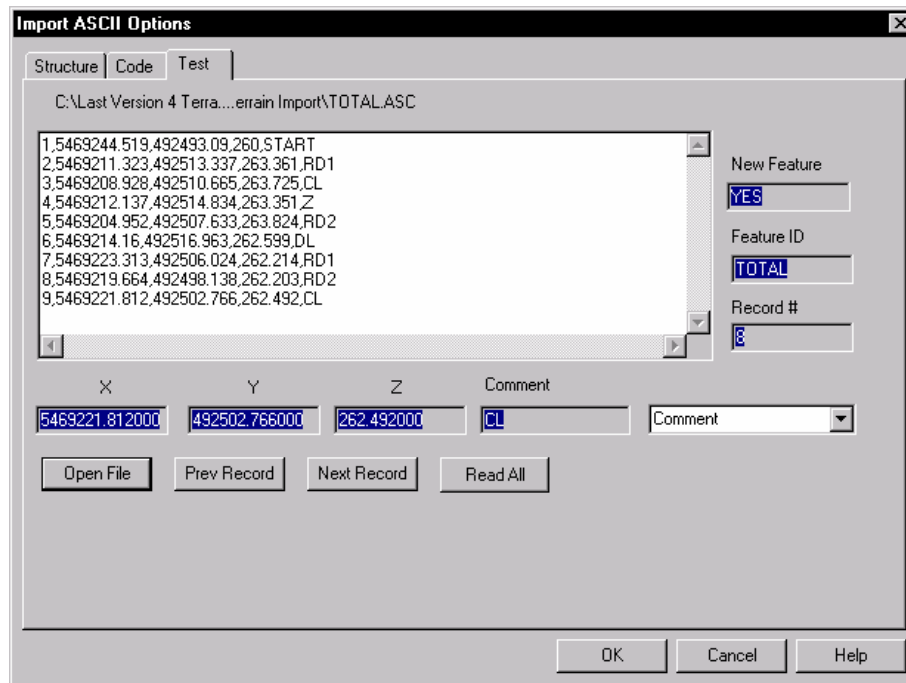 Import ASCII Options
Structure Code Test
C:\Last Version 4 Terra....errain Import\TOTAL.ASC
1,5469244.519,492493.09,260,START
2,5469211.323,492513.337,263.361,RD1
3,5469208.928,492510.665,263.725,CL
4,5469212.137,492514.834,263.351,Z
5,5469204.952,492507.633,263.824,RD2
6,5469214.16,492516.963,262.599,DL
7,5469223.313,492506.024,262.214,RD1
8,5469219.664,492498.138,262.203,RD2
9,5469221.812,492502.766,262.492,CL
New Feature
YES
Feature ID
TOTAL
Record #
8
X Y Z Comment
5469221.812000 492502.766000 262.492000 CL Comment
Open File Prev Record Next Record Read All
OK Cancel Help